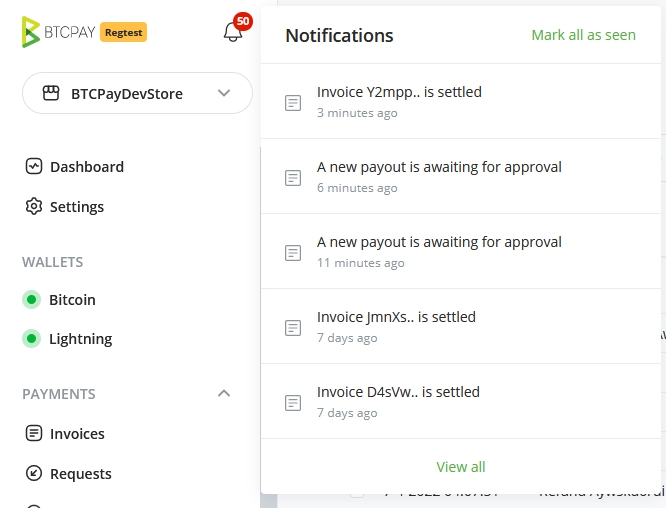 BTCPAY Regtest
50
BTCPayDevStore
Dashboard
Settings
WALLETS
Bitcoin
Lightning
PAYMENTS
Invoices
Requests
Notifications
Mark all as seen
Invoice Y2mpp.. is settled
3 minutes ago
A new payout is awaiting for approval
6 minutes ago
A new payout is awaiting for approval
11 minutes ago
Invoice JmnXs.. is settled
7 days ago
Invoice D4sVw.. is settled
7 days ago
View all